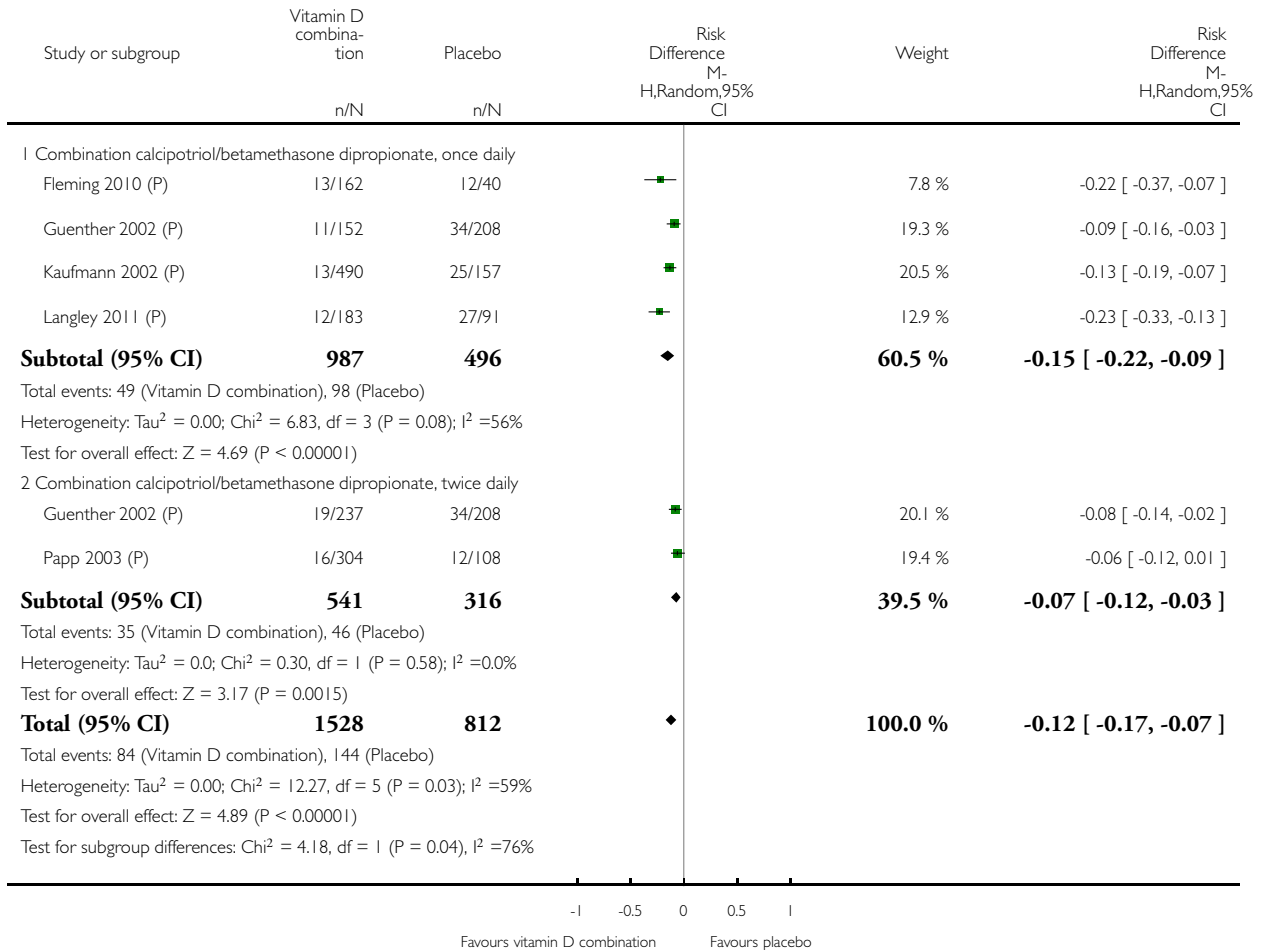 Study or subgroup Vitamin D combina- tion Placebo Risk Difference M- H,Random,95% CI Weight Risk Difference M- H,Random,95% CI
n/N n/N
1 Combination calcipotriol/betamethasone dipropionate, once daily
Fleming 2010 (P) 13/162 12/40 7.8 % -0.22 [ -0.37, -0.07 ]
Guenther 2002 (P) 11/152 34/208 19.3 % -0.09 [ -0.16, -0.03 ]
Kaufmann 2002 (P) 13/490 25/157 20.5 % -0.13 [ -0.19, -0.07 ]
Langley 2011 (P) 12/183 27/91 12.9 % -0.23 [ -0.33, -0.13 ]
Subtotal (95% CI) 987 496 60.5 % -0.15 [ -0.22, -0.09 ]
Total events: 49 (Vitamin D combination), 98 (Placebo)
Heterogeneity: Tau² = 0.00; Chi² = 6.83, df = 3 (P = 0.08); I² =56%
Test for overall effect: Z = 4.69 (P < 0.00001)
2 Combination calcipotriol/betamethasone dipropionate, twice daily
Guenther 2002 (P) 19/237 34/208 20.1 % -0.08 [ -0.14, -0.02 ]
Papp 2003 (P) 16/304 12/108 19.4 % -0.06 [ -0.12, 0.01 ]
Subtotal (95% CI) 541 316 39.5 % -0.07 [ -0.12, -0.03 ]
Total events: 35 (Vitamin D combination), 46 (Placebo)
Heterogeneity: Tau² = 0.0; Chi² = 0.30, df = 1 (P = 0.58); I² =0.0%
Test for overall effect: Z = 3.17 (P = 0.0015)
Total (95% CI) 1528 812 100.0 % -0.12 [ -0.17, -0.07 ]
Total events: 84 (Vitamin D combination), 144 (Placebo)
Heterogeneity: Tau² = 0.00; Chi² = 12.27, df = 5 (P = 0.03); I² =59%
Test for overall effect: Z = 4.89 (P < 0.00001)
Test for subgroup differences: Chi² = 4.18, df = 1 (P = 0.04), I² =76%
-1 -0.5 0 0.5 1
Favours vitamin D combination Favours placebo